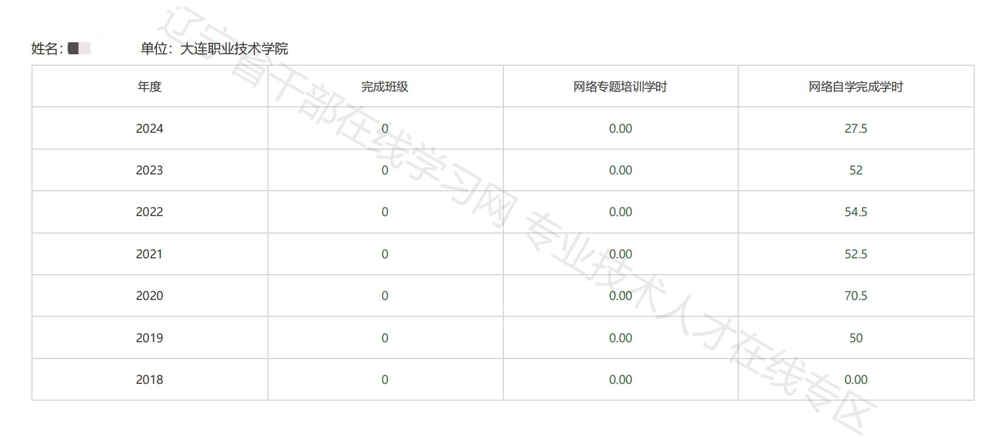 姓名： 单位：大连职业技术学院
年度 完成班级 网络专题培训学时 网络自学完成学时
2024 0 0.00 27.5
2023 0 0.00 52
2022 0 0.00 54.5
2021 0 0.00 52.5
2020 0 0.00 70.5
2019 0 0.00 50
2018 0 0.00 0.00
辽宁省干部在线学习网 专业技术人才在线专区